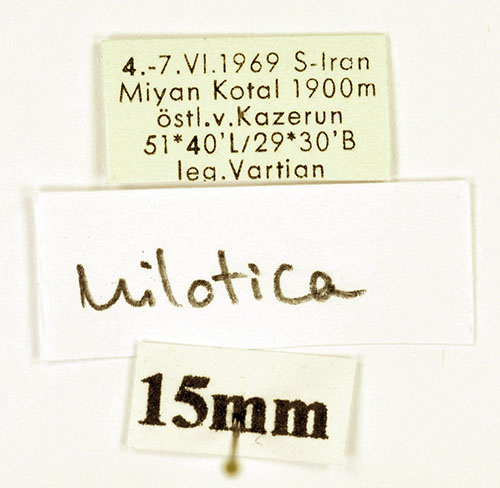 4.-7.VI.1969 S-Iran
Miyan Kotal 1900m
östl.v.Kazerun
51*40'L/29*30'B
leg.Vartian
nilotica
15mm